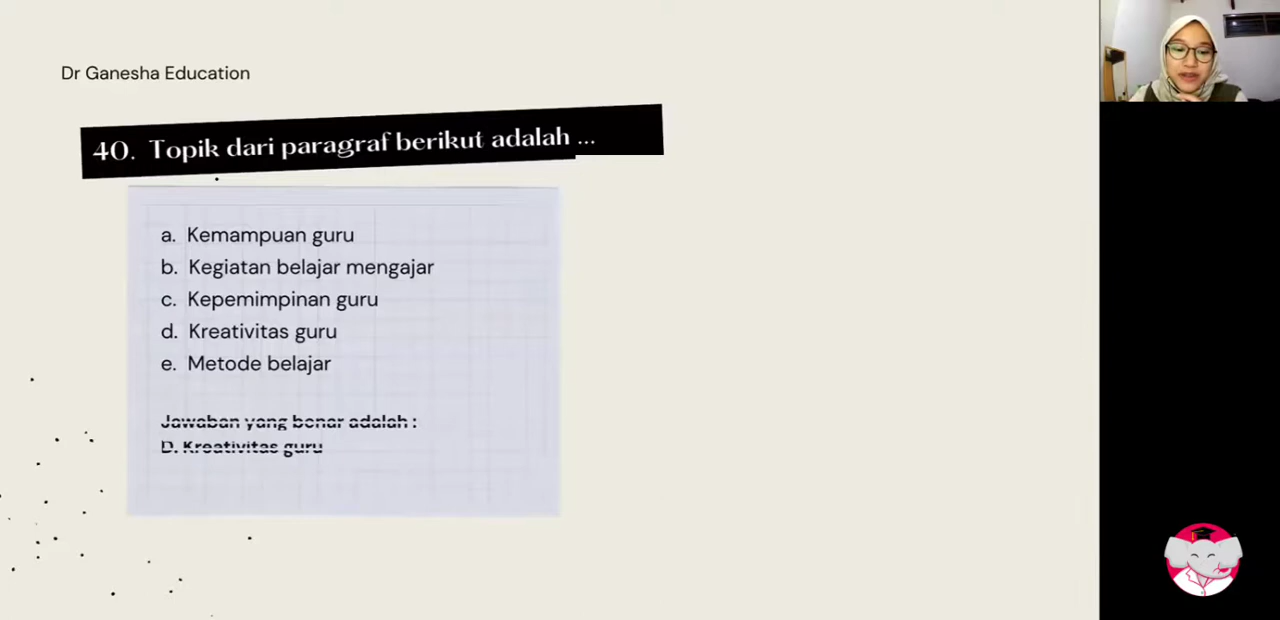 Dr Ganesha Education
40. Topik dari paragraf berikut adalah ...
a. Kemampuan guru
b. Kegiatan belajar mengajar
c. Kepemimpinan guru
d. Kreativitas guru
e. Metode belajar
Jawaban yang benar adalah :
D. Kreativitas guru